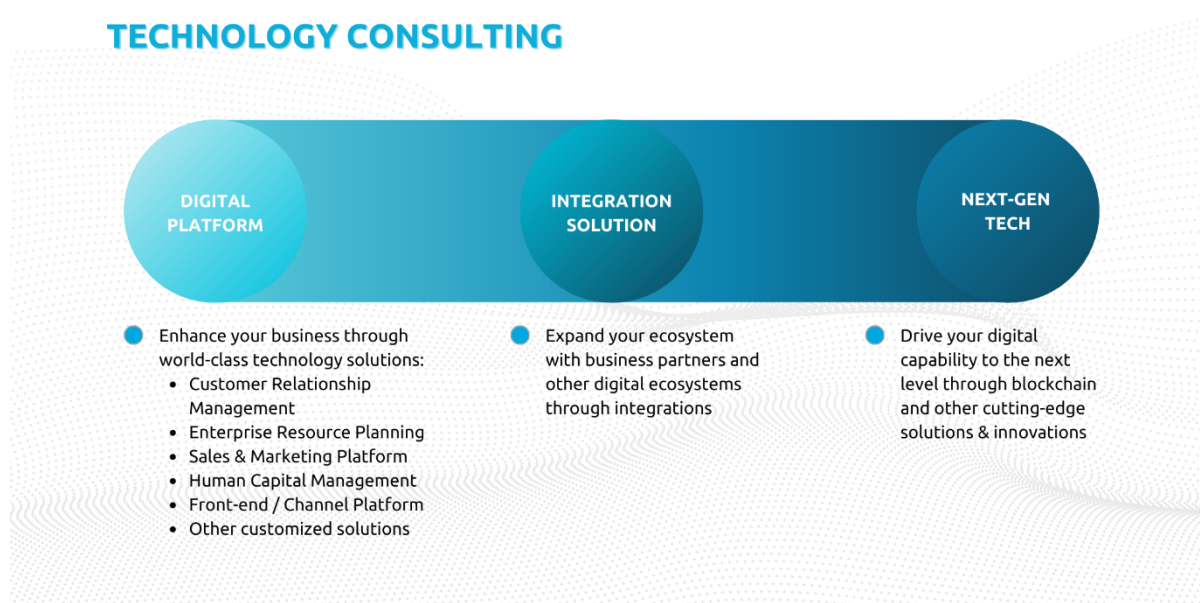 TECHNOLOGY CONSULTING
DIGITAL
PLATFORM
INTEGRATION
SOLUTION
NEXT-GEN
TECH
Enhance your business through
world-class technology solutions:
• Customer Relationship
Management
• Enterprise Resource Planning
• Sales & Marketing Platform
• Human Capital Management
• Front-end / Channel Platform
• Other customized solutions
Expand your ecosystem
with business partners and
other digital ecosystems
through integrations
Drive your digital
capability to the next
level through blockchain
and other cutting-edge
solutions & innovations